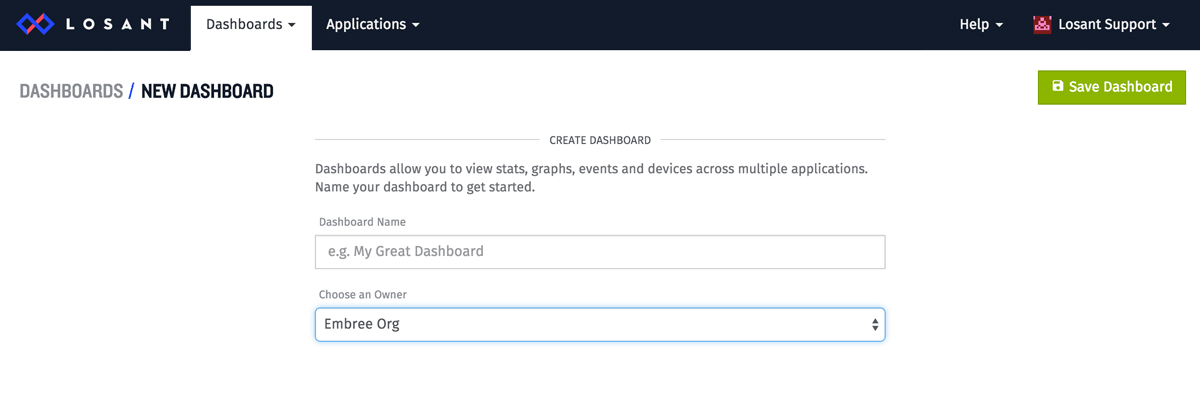 LOSANT Dashboards Applications Help Losant Support
DASHBOARDS / NEW DASHBOARD Save Dashboard
CREATE DASHBOARD
Dashboards allow you to view stats, graphs, events and devices across multiple applications.
Name your dashboard to get started.
Dashboard Name
e.g. My Great Dashboard
Choose an Owner
Embree Org